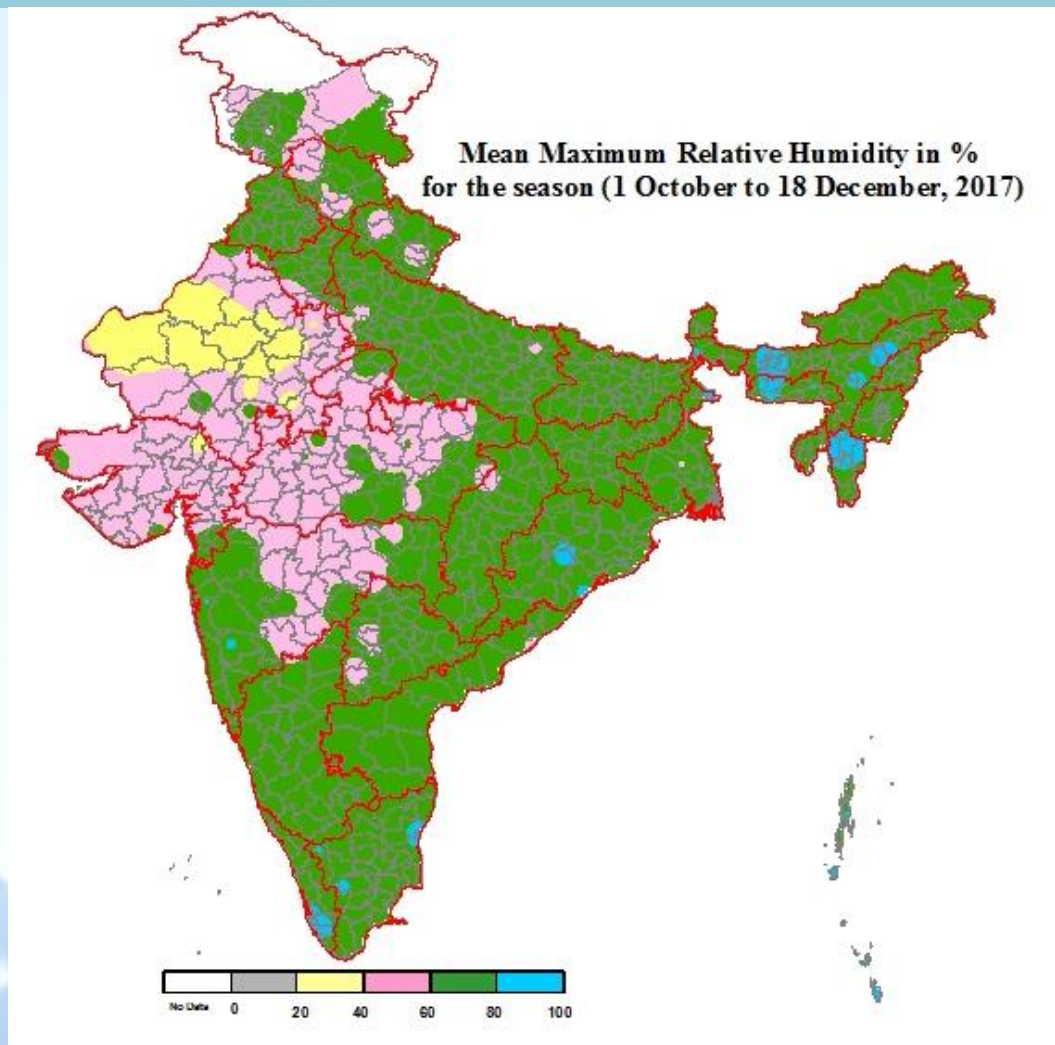 Mean Maximum Relative Humidity in %
for the season (1 October to 18 December, 2017)
No Data 0 20 40 60 80 100